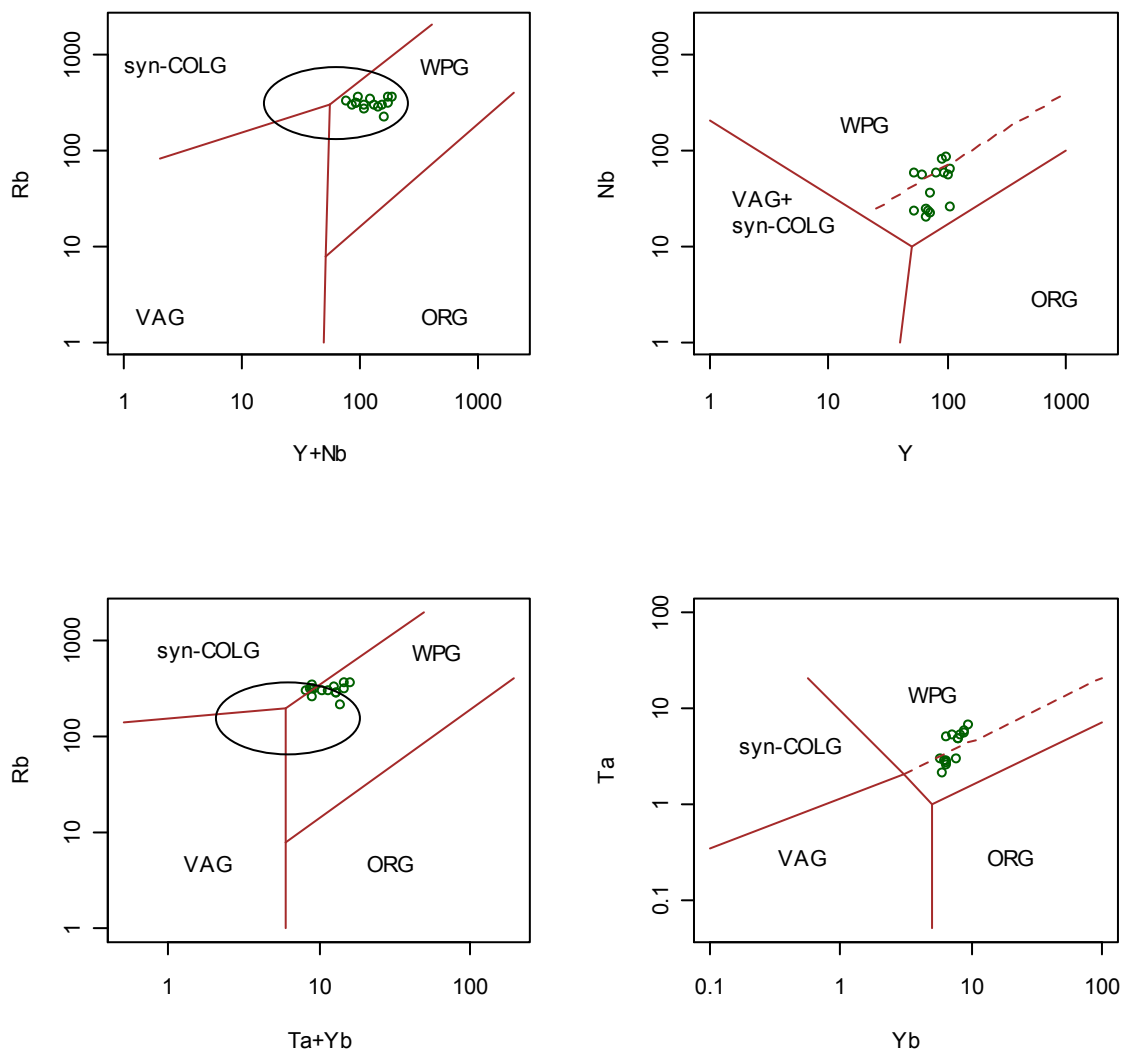 syn-COLG
WPG
VAG
ORG
1
10
100
1000
Rb
1
10
100
1000
Y+Nb
WPG
VAG+
syn-COLG
ORG
1
10
100
1000
Nb
1
10
100
1000
Y
syn-COLG
WPG
VAG
ORG
1
10
100
1000
Rb
1
10
100
Ta+Yb
WPG
syn-COLG
VAG
ORG
0.1
1
10
100
Ta
0.1
1
10
100
Yb